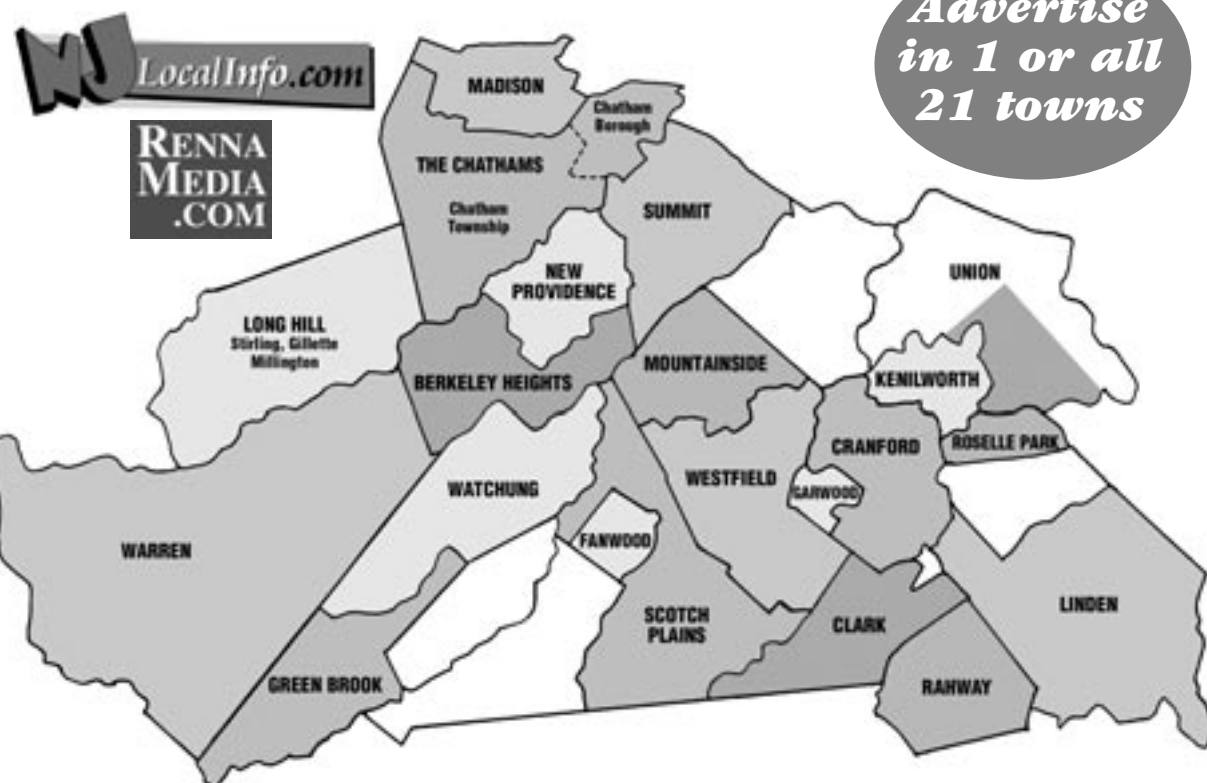 NJ LocalInfo.com
RENNA
MEDIA
.COM
Advertise
in 1 or all
21 towns
MADISON
Chatham
Borough
THE CHATHAMS
Chatham
Township
SUMMIT
NEW
PROVIDENCE
UNION
LONG HILL
Stirling, Gillette
Millington
BERKELEY HEIGHTS
MOUNTAINSIDE
KENILWORTH
CRANFORD
ROSELLE PARK
WATCHUNG
WESTFIELD
GARWOOD
WARREN
FANWOOD
SCOTCH
PLAINS
CLARK
LINDEN
GREEN BROOK
RAHWAY